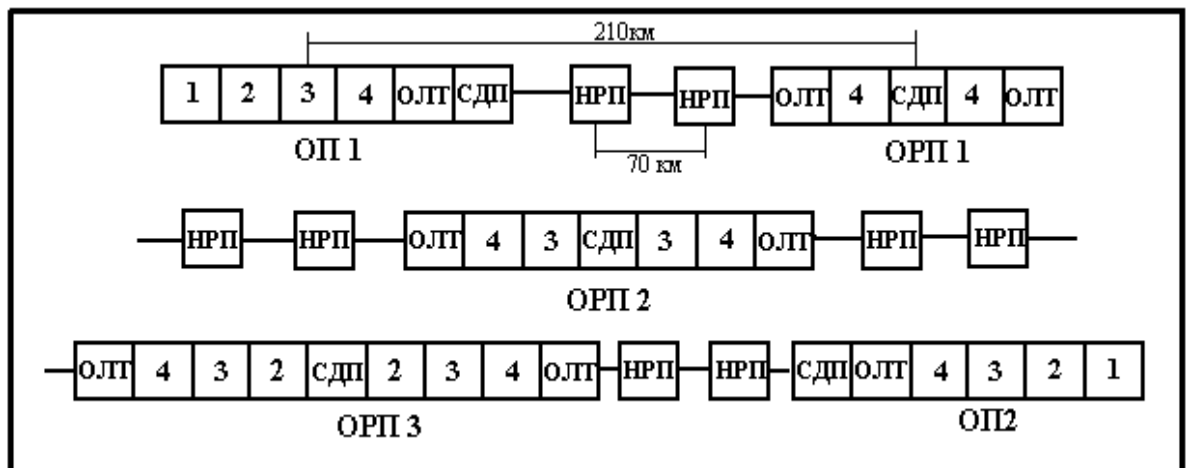 210км
1 2 3 4 ОЛТ СДП НРП НРП ОЛТ 4 СДП 4 ОЛТ
ОП 1 70 км ОРП 1
НРП НРП ОЛТ 4 3 СДП 3 4 ОЛТ НРП НРП
ОРП 2
ОЛТ 4 3 2 СДП 2 3 4 ОЛТ НРП НРП СДП ОЛТ 4 3 2 1
ОРП 3 ОП2